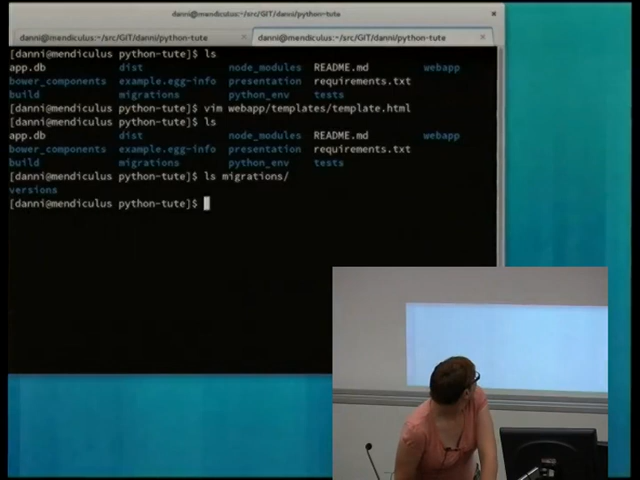 danni@mendiculus:~/src/GIT/danni/python-tute
danni@mendiculus:~/src/GIT/danni/python-tute danni@mendiculus:~/src/GIT/danni/python-tute
[danni@mendiculus python-tute]$ ls
app.db dist node_modules README.md webapp
bower_components example.egg-info presentation requirements.txt
build migrations python_env tests
[danni@mendiculus python-tute]$ vim webapp/templates/template.html
[danni@mendiculus python-tute]$ ls
app.db dist node_modules README.md webapp
bower_components example.egg-info presentation requirements.txt
build migrations python_env tests
[danni@mendiculus python-tute]$ ls migrations/
versions
[danni@mendiculus python-tute]$